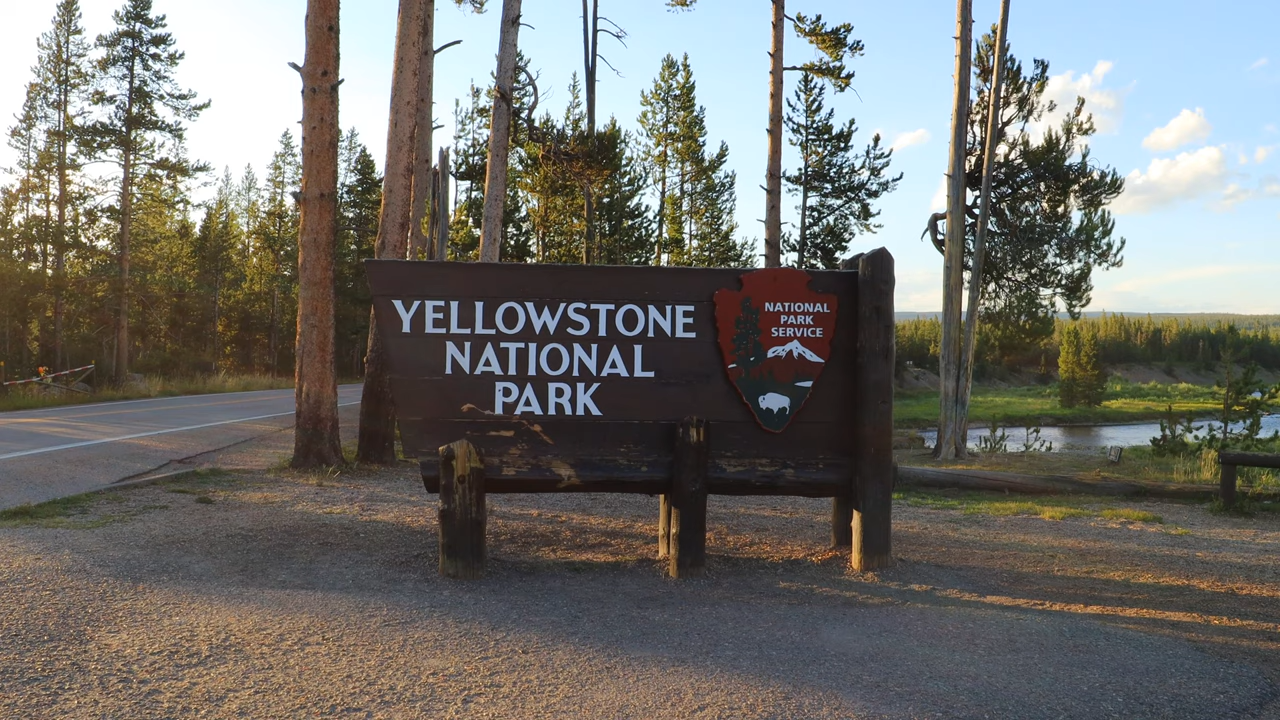 YELLOWSTONE
NATIONAL
PARK
NATIONAL
PARK
SERVICE